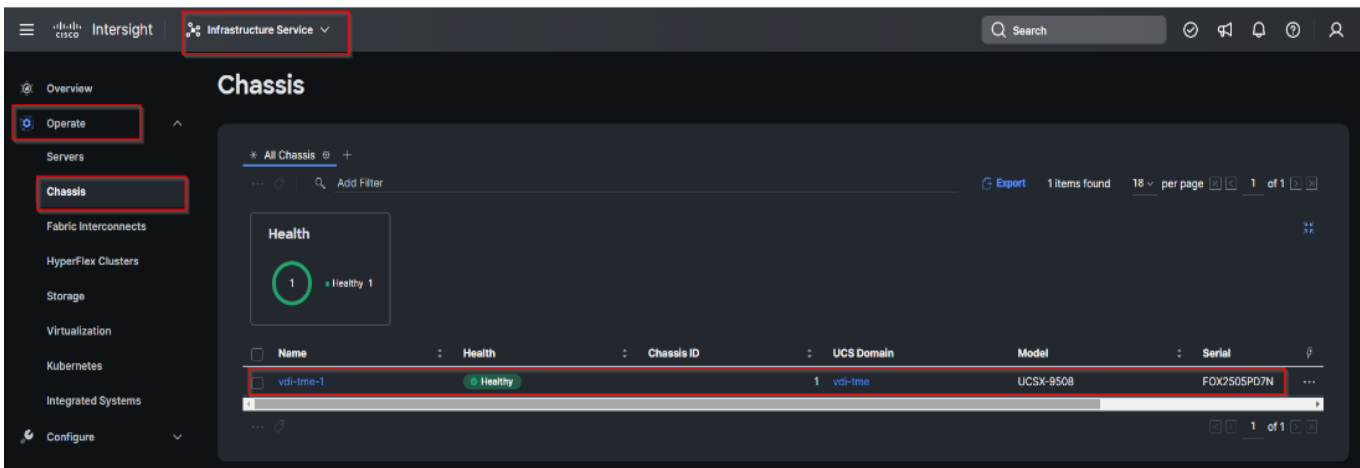 cisco Intersight Infrastructure Service Search
Overview
Operate
Servers
Chassis
Fabric Interconnects
HyperFlex Clusters
Storage
Virtualization
Kubernetes
Integrated Systems
Configure
Chassis
All Chassis
Add Filter Export 1 items found 18 per page 1 of 1
Health
1 Healthy 1
Name Health Chassis ID UCS Domain Model Serial
vdi-tme-1 Healthy 1 vdi-tme UCSX-9508 FOX2505PD7N
1 of 1